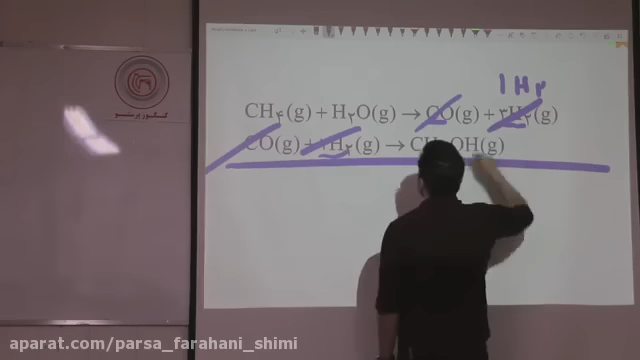 ۱H۲
CH۴(g) + H۲O(g) → CO(g) + ۳H۲(g)
CO(g) + ۲H۲(g) → CH۳OH(g)
aparat.com/parsa_farahani_shimi